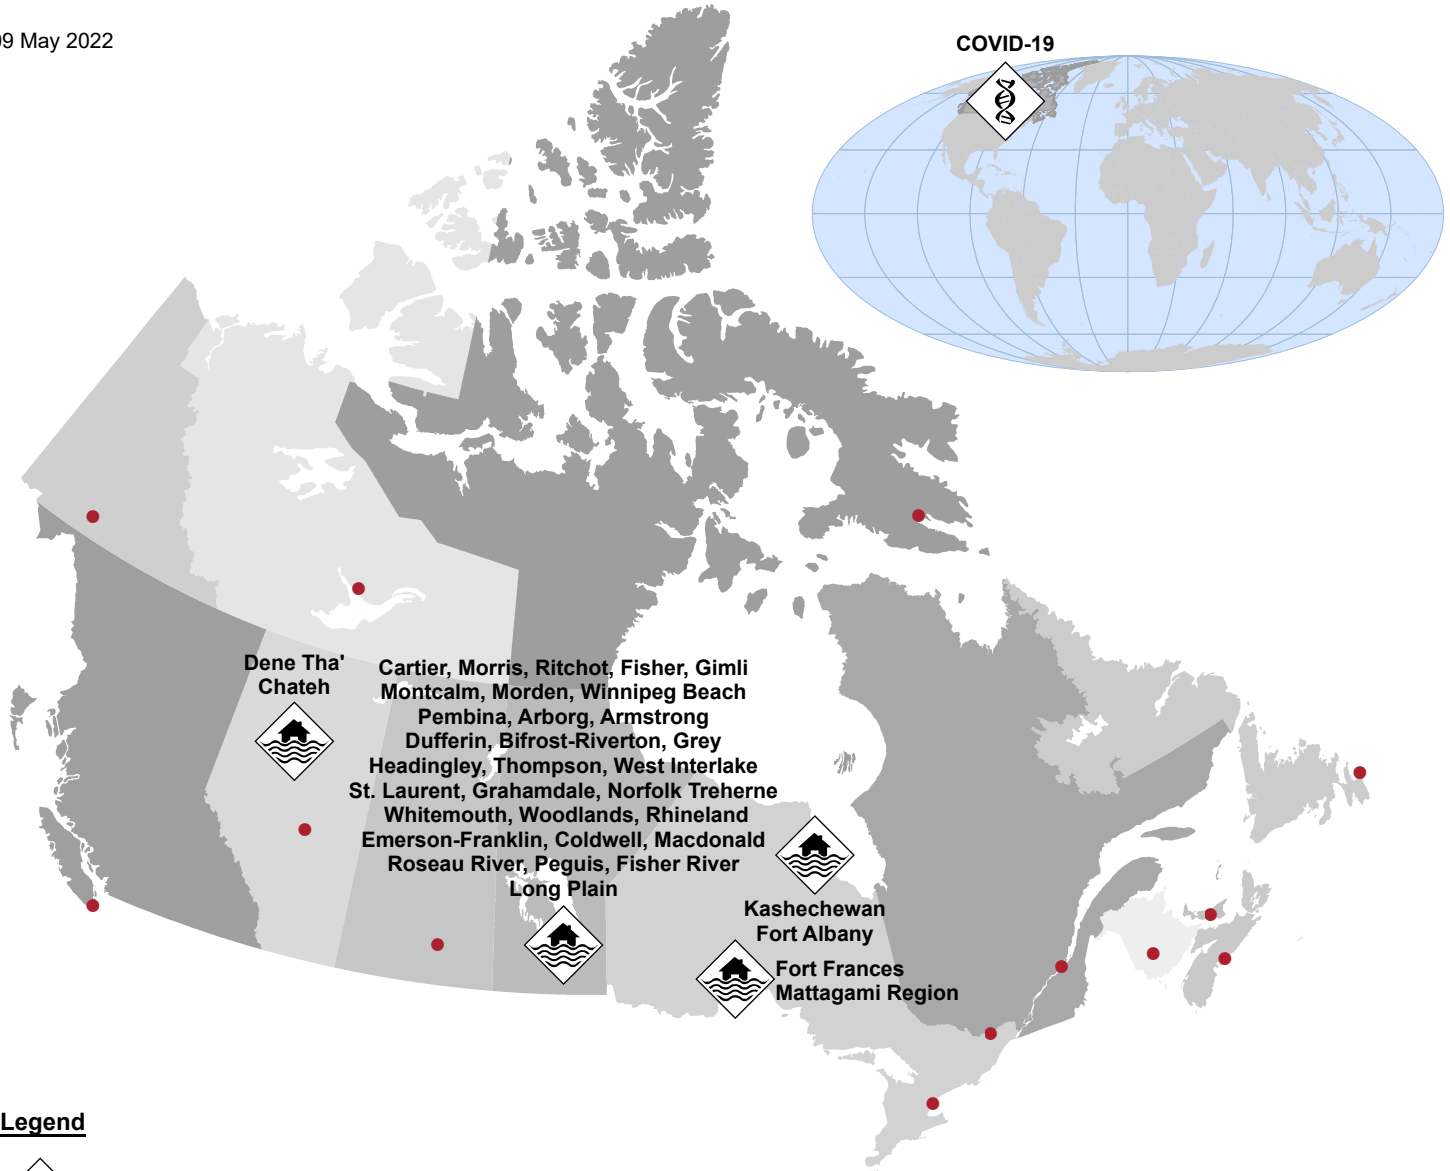 09 May 2022
COVID-19
Dene Tha'
Chateh
Cartier, Morris, Ritchot, Fisher, Gimli
Montcalm, Morden, Winnipeg Beach
Pembina, Arborg, Armstrong
Dufferin, Bifrost-Riverton, Grey
Headingley, Thompson, West Interlake
St. Laurent, Grahamdale, Norfolk Treherne
Whitemouth, Woodlands, Rhineland
Emerson-Franklin, Coldwell, Macdonald
Roseau River, Peguis, Fisher River
Long Plain
Kashechewan
Fort Albany
Fort Frances
Mattagami Region
Legend